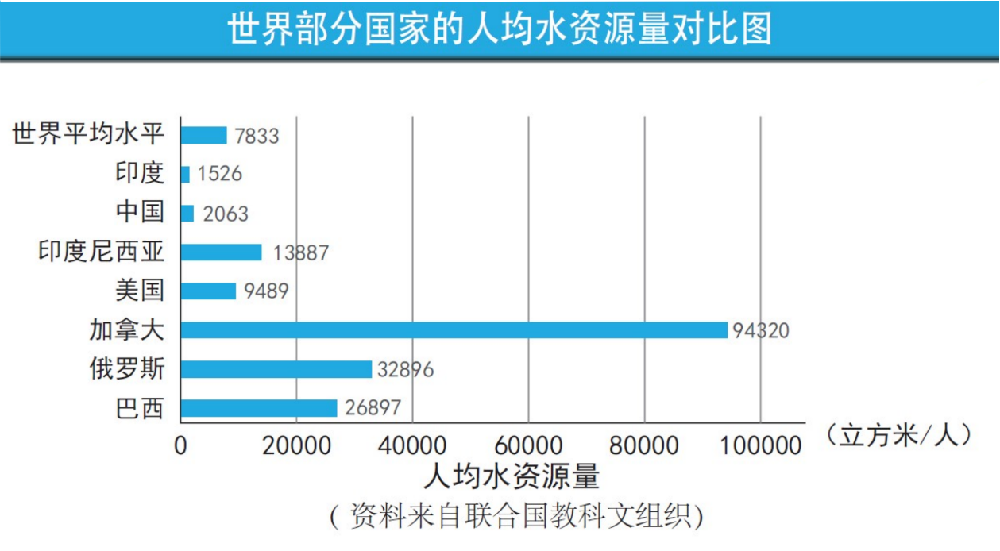 世界部分国家的人均水资源量对比图
世界平均水平 7833
印度 1526
中国 2063
印度尼西亚 13887
美国 9489
加拿大 94320
俄罗斯 32896
巴西 26897
0 20000 40000 60000 80000 100000 （立方米/人）
人均水资源量
( 资料来自联合国教科文组织)